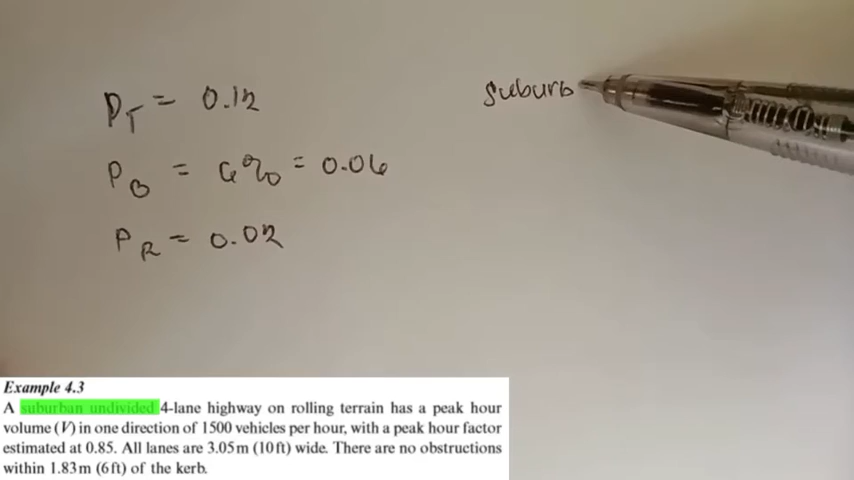 P_T = 0.12
suburb
P_B = 6% = 0.06
P_R = 0.02
Example 4.3
A suburban undivided 4-lane highway on rolling terrain has a peak hour
volume (V) in one direction of 1500 vehicles per hour, with a peak hour factor
estimated at 0.85. All lanes are 3.05 m (10 ft) wide. There are no obstructions
within 1.83 m (6 ft) of the kerb.